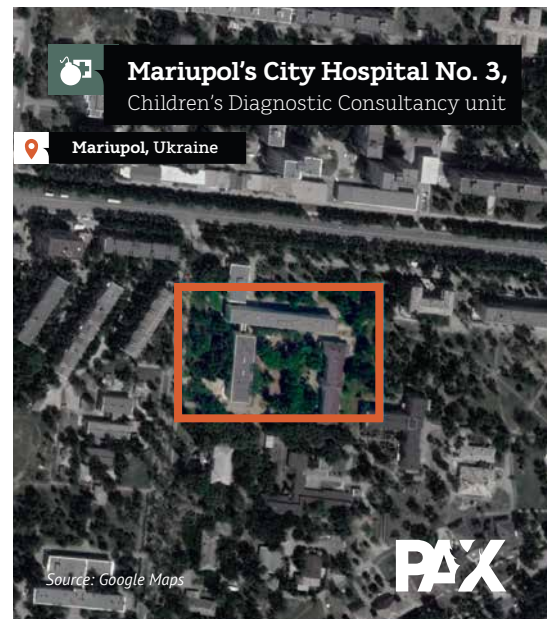 Mariupol's City Hospital No. 3,
Children's Diagnostic Consultancy unit
Mariupol, Ukraine
Source: Google Maps
PAX